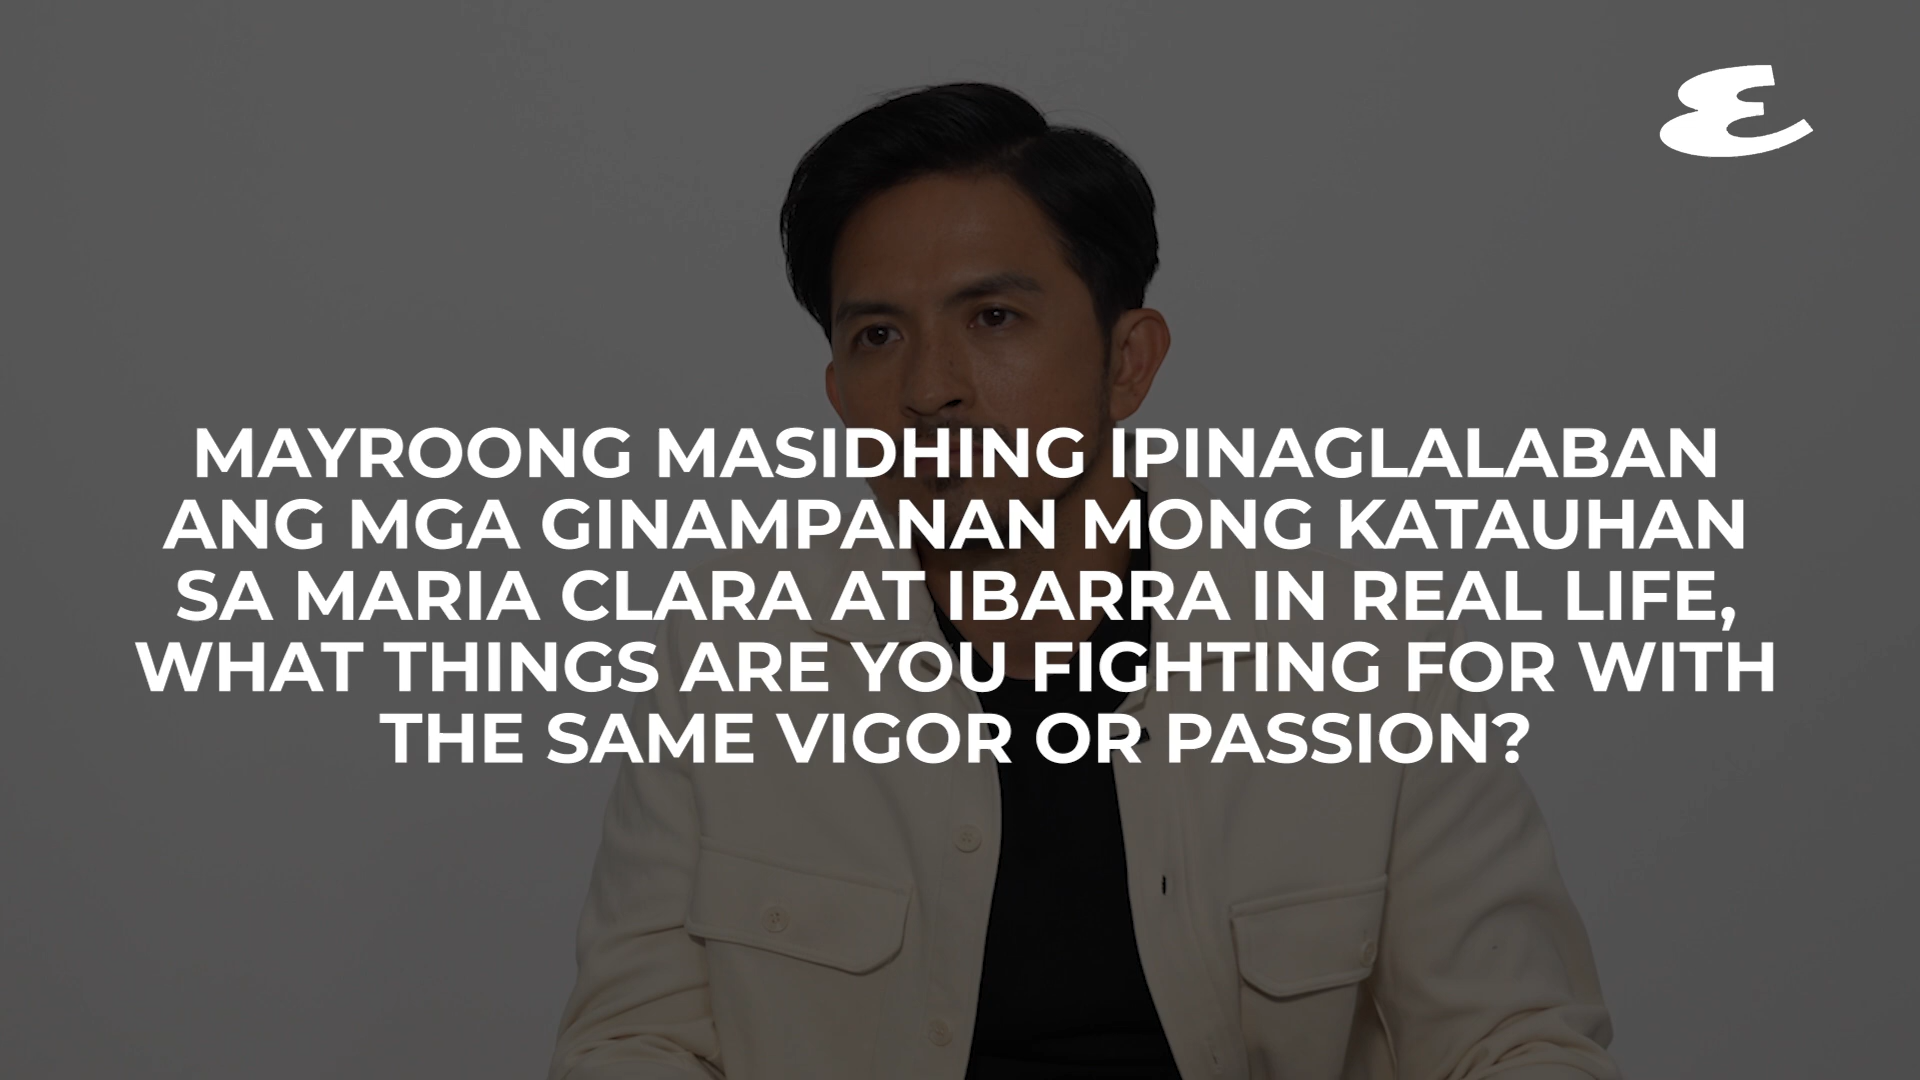 MAYROONG MASIDHING IPINAGLALABAN
ANG MGA GINAMPANAN MONG KATAUHAN
SA MARIA CLARA AT IBARRA IN REAL LIFE,
WHAT THINGS ARE YOU FIGHTING FOR WITH
THE SAME VIGOR OR PASSION?